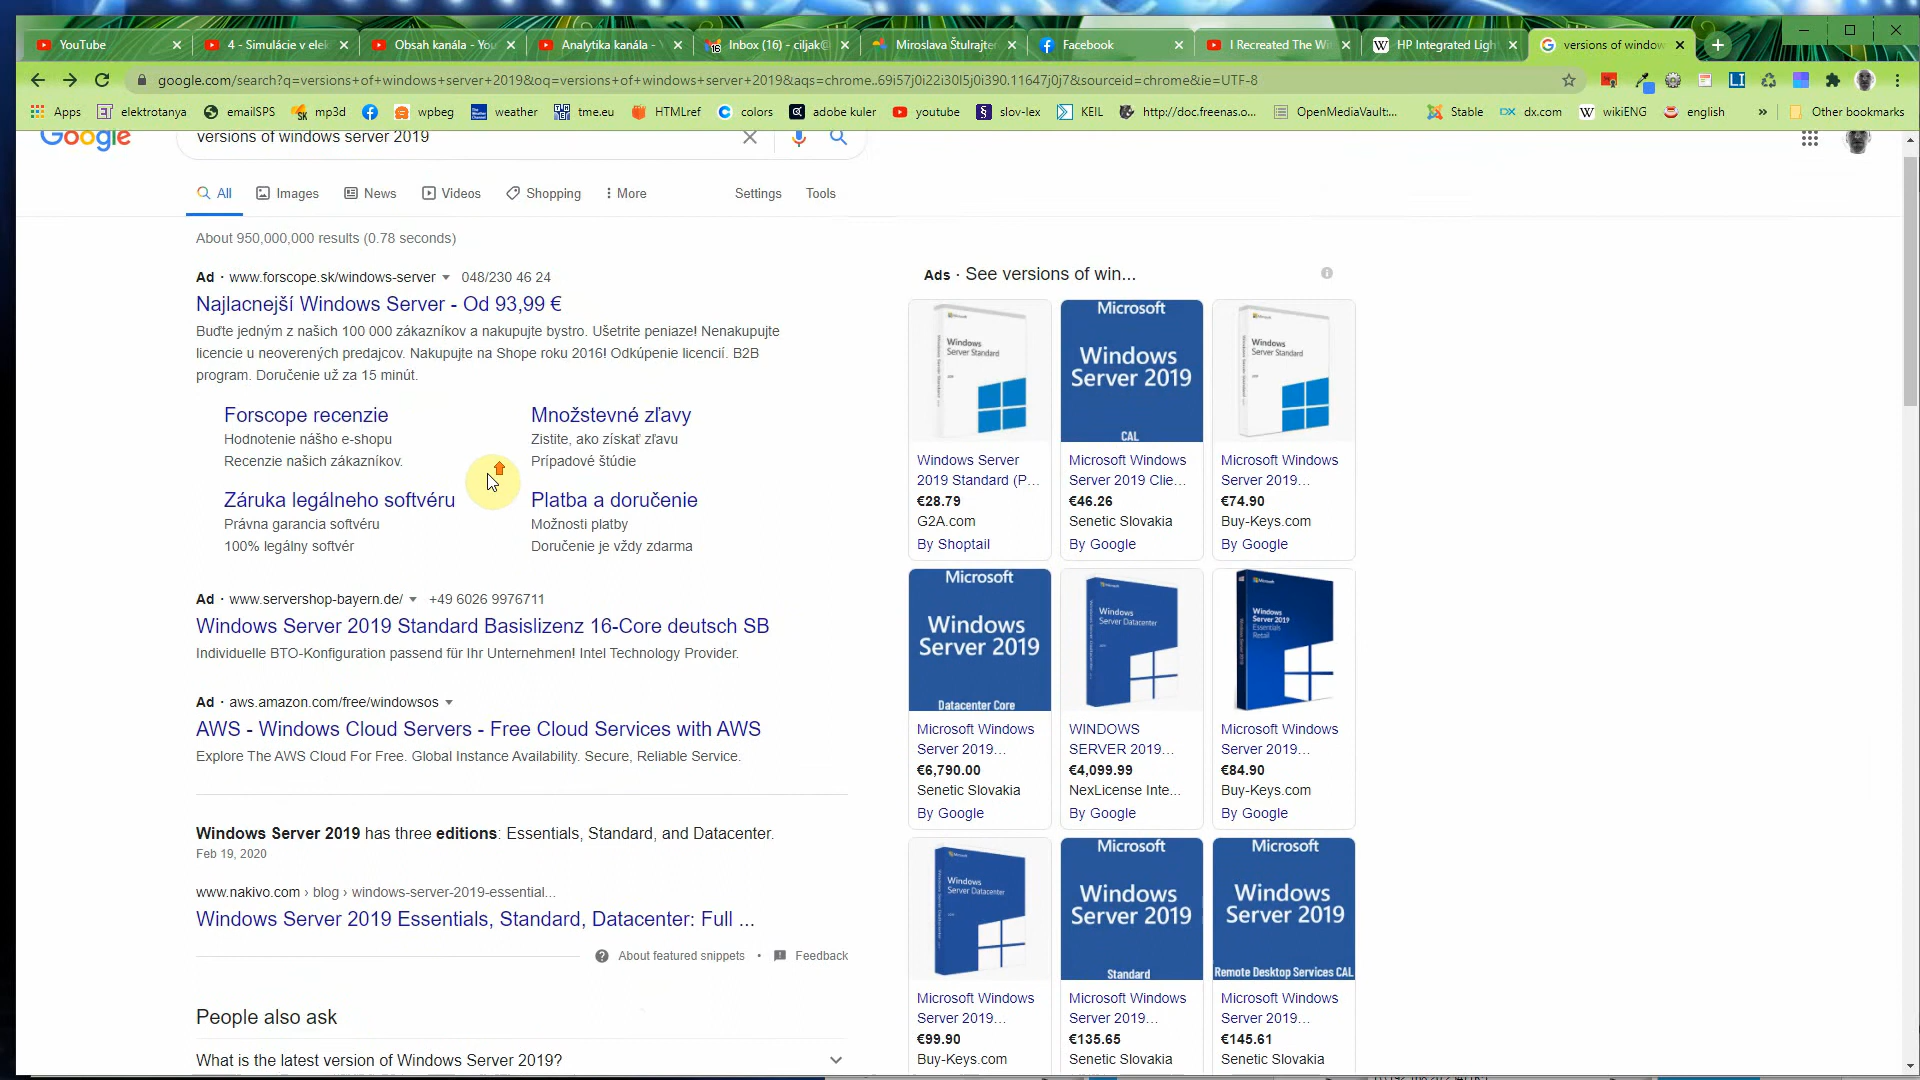 YouTube
4 - Simulácie v elek
Obsah kanála - You
Analytika kanála - Y
Inbox (16) - ciljak@
Miroslava Štulrajter
Facebook
I Recreated The Wi
HP Integrated Ligh
versions of window
google.com/search?q=versions+of+windows+server+2019&oq=versions+of+windows+server+2019&aqs=chrome..69i57j0i22i30l5j0i390.11647j0j7&sourceid=chrome&ie=UTF-8
Apps
elektrotanya
emailSPS
mp3d
wpbeg
weather
tme.eu
HTMLref
colors
adobe kuler
youtube
slov-lex
KEIL
http://doc.freenas.o...
OpenMediaVault:...
Stable
dx.com
wikiENG
english
»
Other bookmarks
Google
versions of windows server 2019
All
Images
News
Videos
Shopping
More
Settings
Tools
About 950,000,000 results (0.78 seconds)
Ad · www.forscope.sk/windows-server 048/230 46 24
Najlacnejší Windows Server - Od 93,99 €
Buďte jedným z našich 100 000 zákazníkov a nakupujte bystro. Ušetrite peniaze! Nenakupujte
licencie u neoverených predajcov. Nakupujte na Shope roku 2016! Odkúpenie licencií. B2B
program. Doručenie už za 15 minút.
Forscope recenzie
Hodnotenie nášho e-shopu
Recenzie našich zákazníkov.
Množstevné zľavy
Zistite, ako získať zľavu
Prípadové štúdie
Záruka legálneho softvéru
Právna garancia softvéru
100% legálny softvér
Platba a doručenie
Možnosti platby
Doručenie je vždy zdarma
Ad · www.servershop-bayern.de/ +49 6026 9976711
Windows Server 2019 Standard Basislizenz 16-Core deutsch SB
Individuelle BTO-Konfiguration passend für Ihr Unternehmen! Intel Technology Provider.
Ad · aws.amazon.com/free/windowsos
AWS - Windows Cloud Servers - Free Cloud Services with AWS
Explore The AWS Cloud For Free. Global Instance Availability. Secure, Reliable Service.
Windows Server 2019 has three editions: Essentials, Standard, and Datacenter.
Feb 19, 2020
www.nakivo.com › blog › windows-server-2019-essential...
Windows Server 2019 Essentials, Standard, Datacenter: Full ...
About featured snippets
•
Feedback
People also ask
What is the latest version of Windows Server 2019?
Ads · See versions of win...
Windows
Server Standard
Windows Server
2019 Standard (P...
€28.79
G2A.com
By Shoptail
Microsoft
Windows
Server 2019
CAL
Microsoft Windows
Server 2019 Clie...
€46.26
Senetic Slovakia
By Google
Windows
Server Standard
Microsoft Windows
Server 2019...
€74.90
Buy-Keys.com
By Google
Microsoft
Windows
Server 2019
Datacenter Core
Microsoft Windows
Server 2019...
€6,790.00
Senetic Slovakia
By Google
Windows
Server Datacenter
WINDOWS
SERVER 2019...
€4,099.99
NexLicense Inte...
By Google
Windows
Server 2019
Essentials
Retail
Microsoft Windows
Server 2019...
€84.90
Buy-Keys.com
By Google
Windows
Server Datacenter
Microsoft Windows
Server 2019...
€99.90
Buy-Keys.com
Microsoft
Windows
Server 2019
Standard
Microsoft Windows
Server 2019...
€135.65
Senetic Slovakia
Microsoft
Windows
Server 2019
Remote Desktop Services CAL
Microsoft Windows
Server 2019...
€145.61
Senetic Slovakia